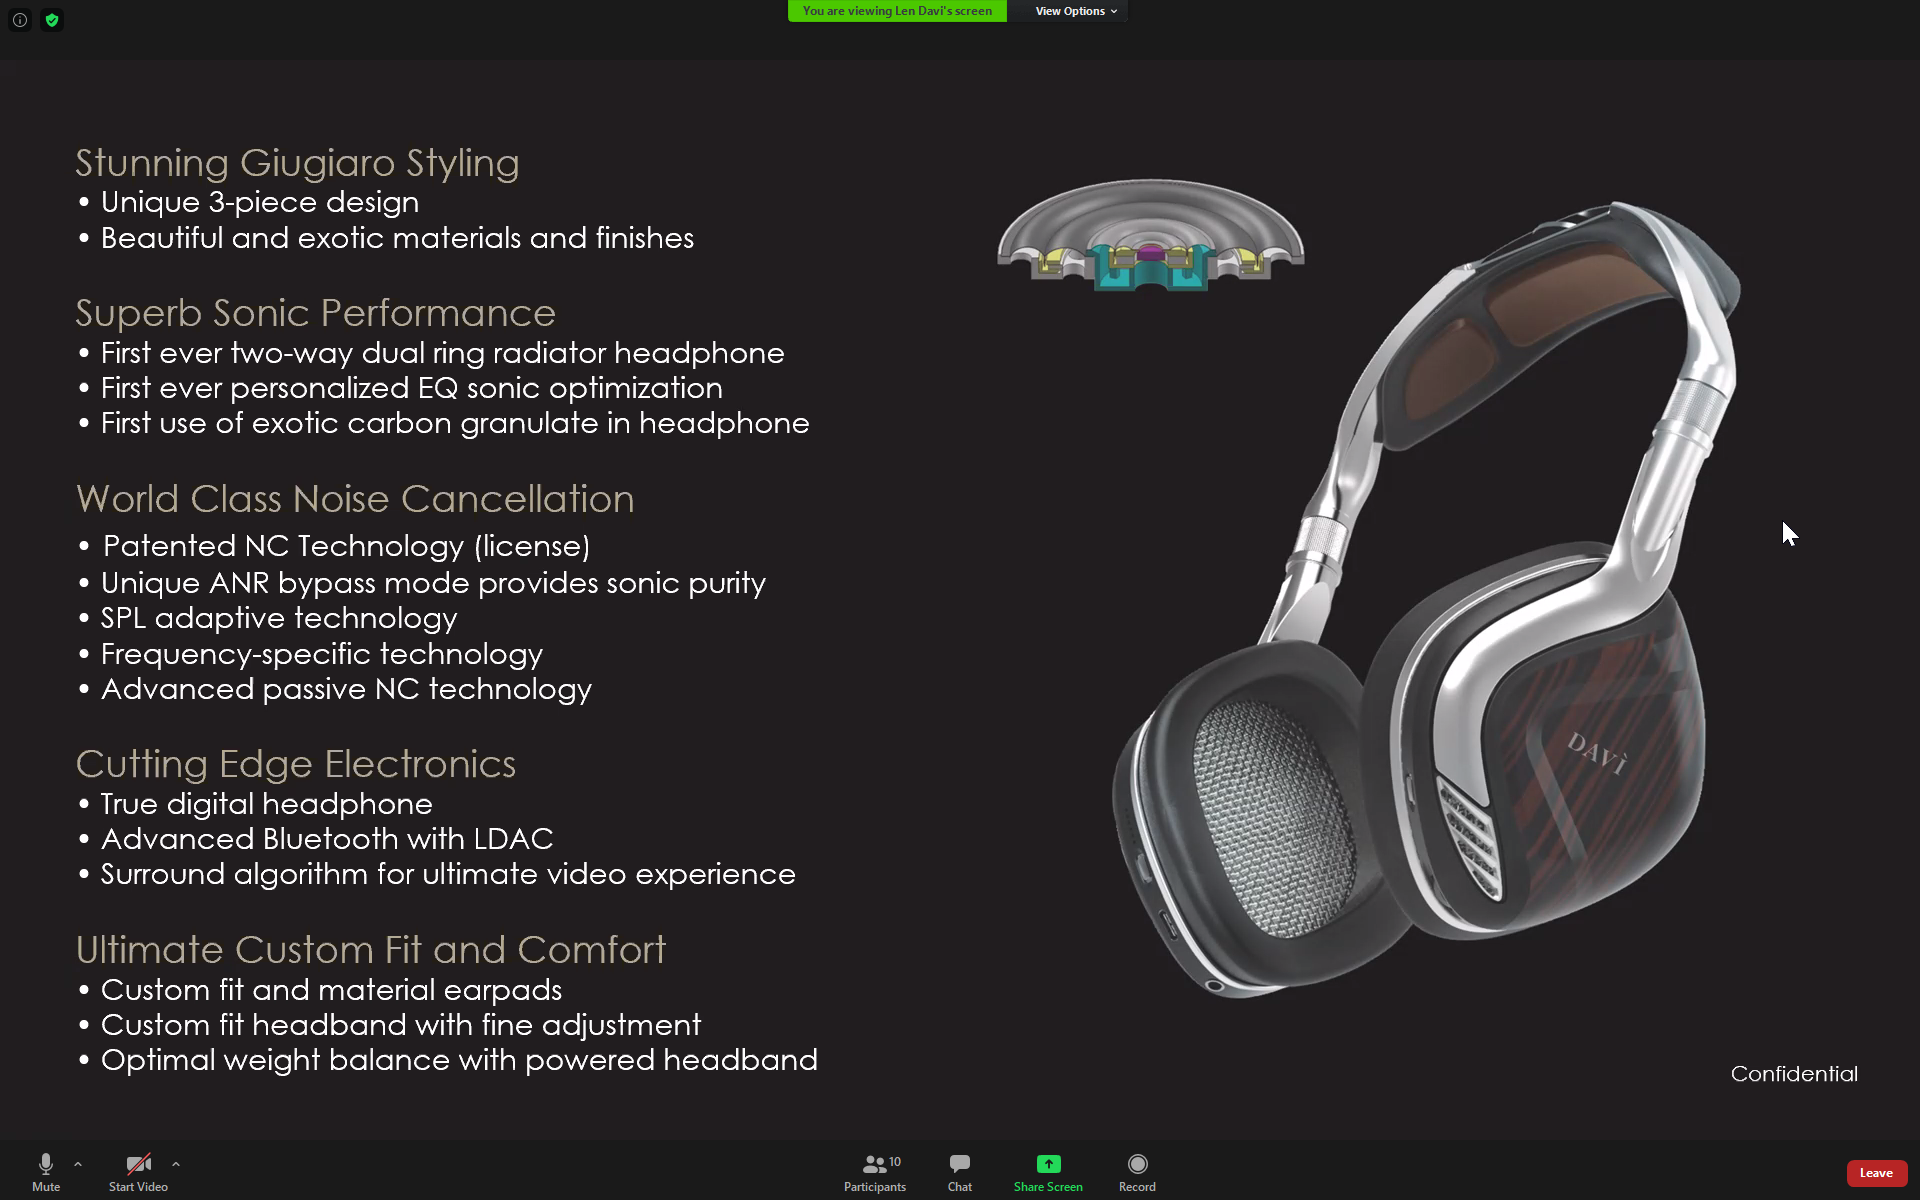 You are viewing Len Davi's screen
View Options
Stunning Giugiaro Styling
• Unique 3-piece design
• Beautiful and exotic materials and finishes
Superb Sonic Performance
• First ever two-way dual ring radiator headphone
• First ever personalized EQ sonic optimization
• First use of exotic carbon granulate in headphone
World Class Noise Cancellation
• Patented NC Technology (license)
• Unique ANR bypass mode provides sonic purity
• SPL adaptive technology
• Frequency-specific technology
• Advanced passive NC technology
Cutting Edge Electronics
• True digital headphone
• Advanced Bluetooth with LDAC
• Surround algorithm for ultimate video experience
Ultimate Custom Fit and Comfort
• Custom fit and material earpads
• Custom fit headband with fine adjustment
• Optimal weight balance with powered headband
DAVÌ
Confidential
Mute
Start Video
10
Participants
Chat
Share Screen
Record
Leave